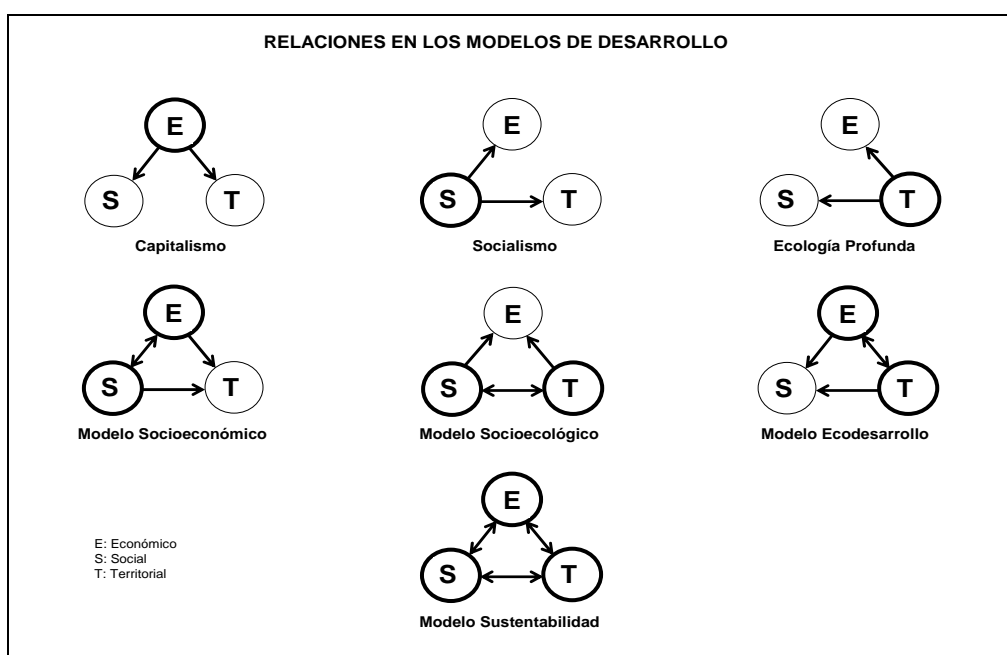 RELACIONES EN LOS MODELOS DE DESARROLLO
E
S
T
Capitalismo
E
S
T
Socialismo
E
S
T
Ecología Profunda
E
S
T
Modelo Socioeconómico
E
S
T
Modelo Socioecológico
E
S
T
Modelo Ecodesarrollo
E
S
T
Modelo Sustentabilidad
E: Económico
S: Social
T: Territorial